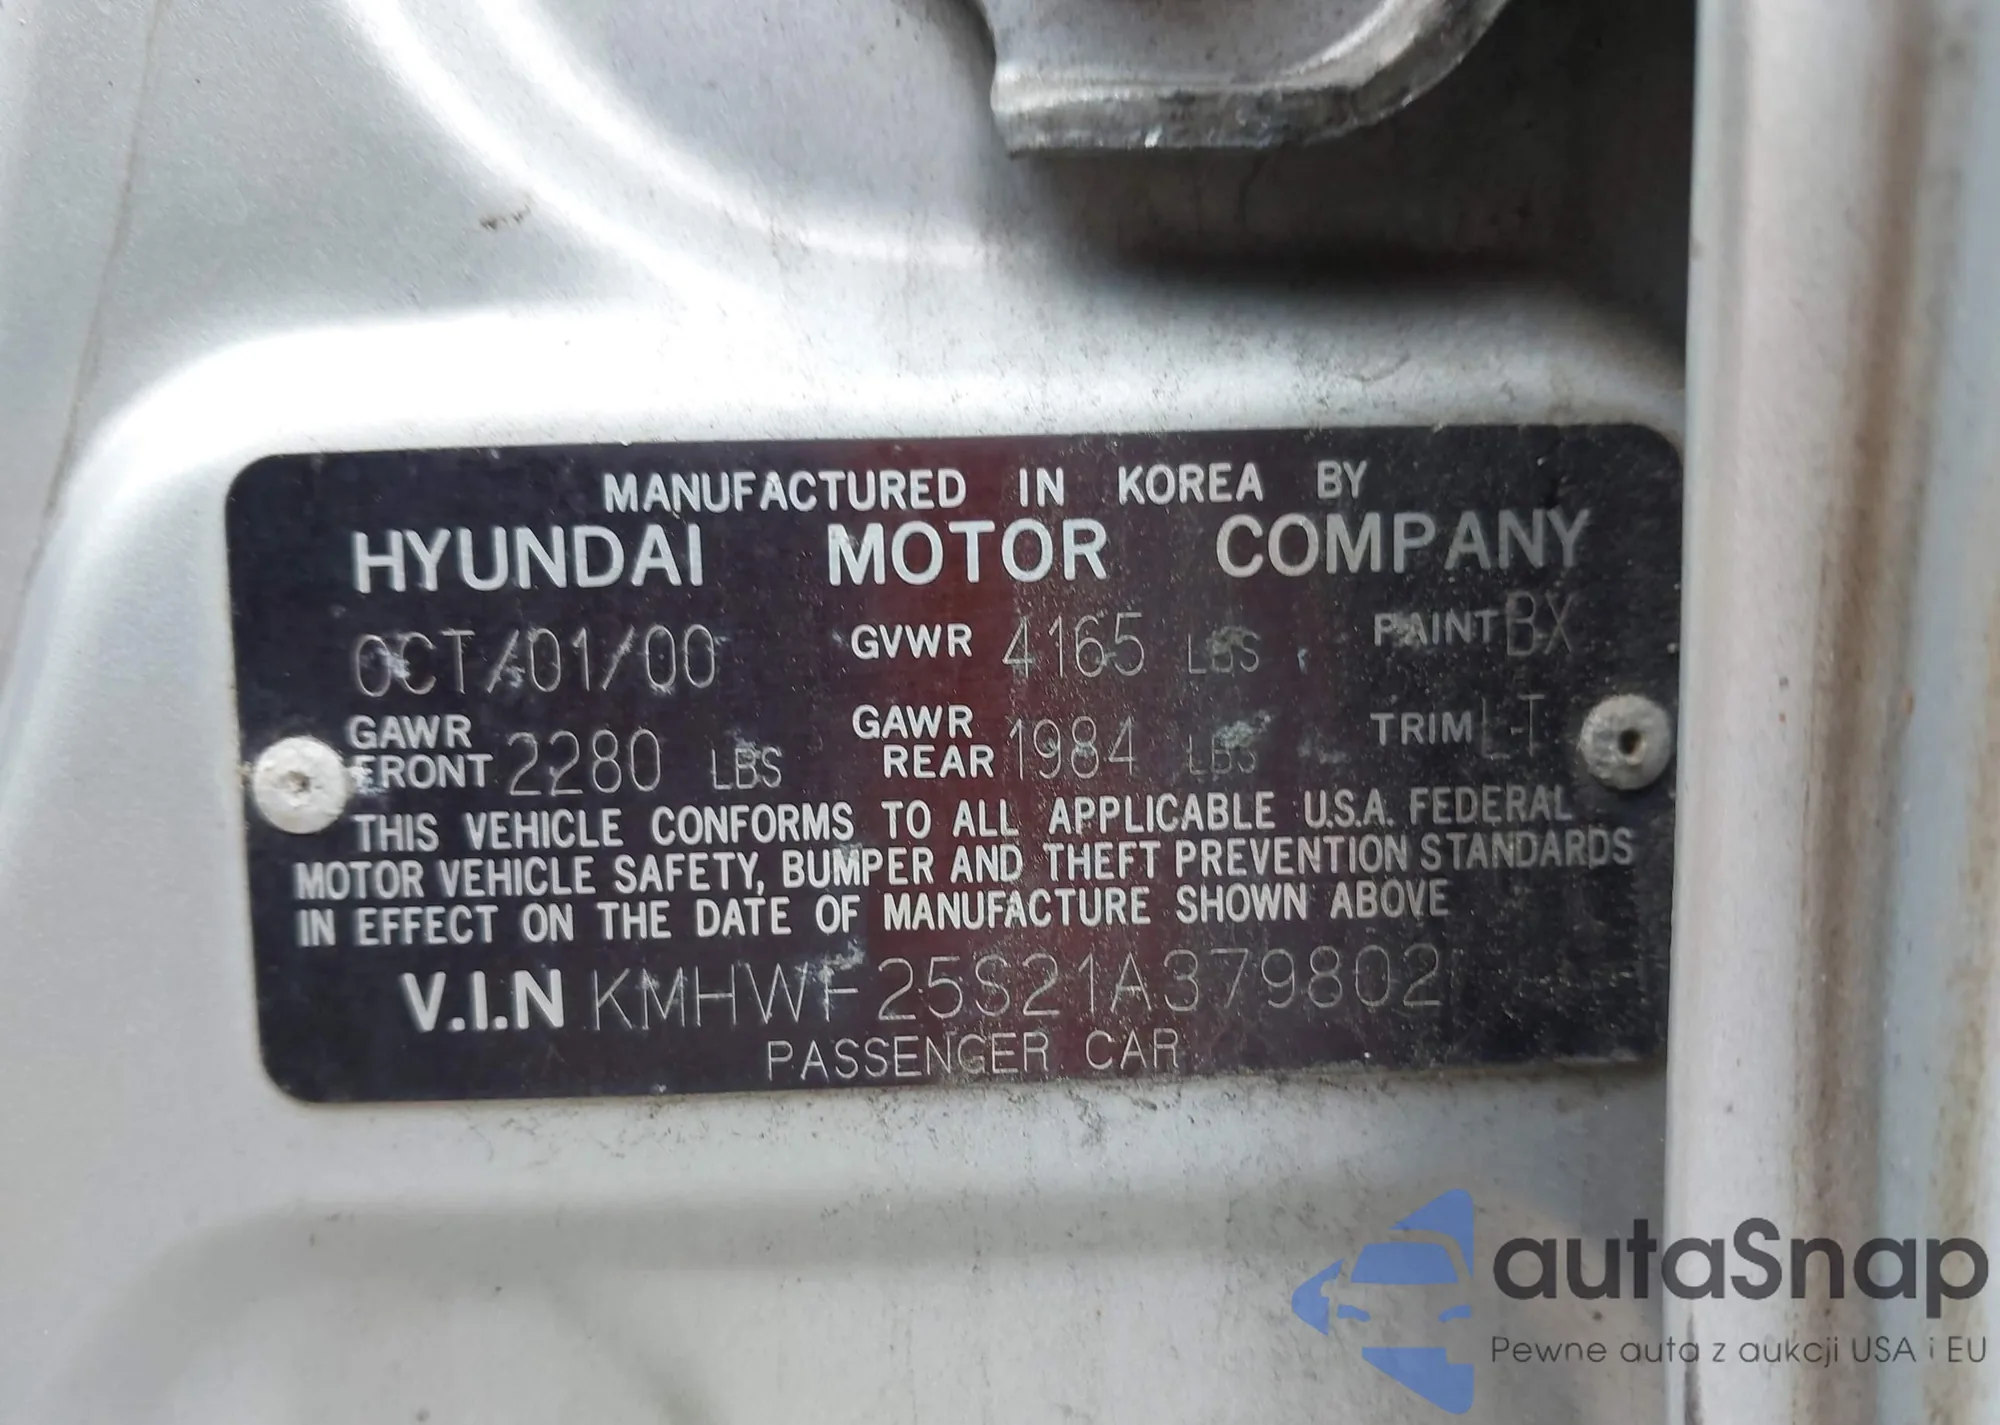 MANUFACTURED IN KOREA BY
HYUNDAI MOTOR COMPANY
OCT/01/00 GVWR 4165 LBS PAINT BX
GAWR FRONT 2280 LBS GAWR REAR 1984 LBS TRIM LT
THIS VEHICLE CONFORMS TO ALL APPLICABLE U.S.A. FEDERAL
MOTOR VEHICLE SAFETY, BUMPER AND THEFT PREVENTION STANDARDS
IN EFFECT ON THE DATE OF MANUFACTURE SHOWN ABOVE
V.I.N KMHWF25S21A379802
PASSENGER CAR
autaSnap
Pewne auta z aukcji USA i EU